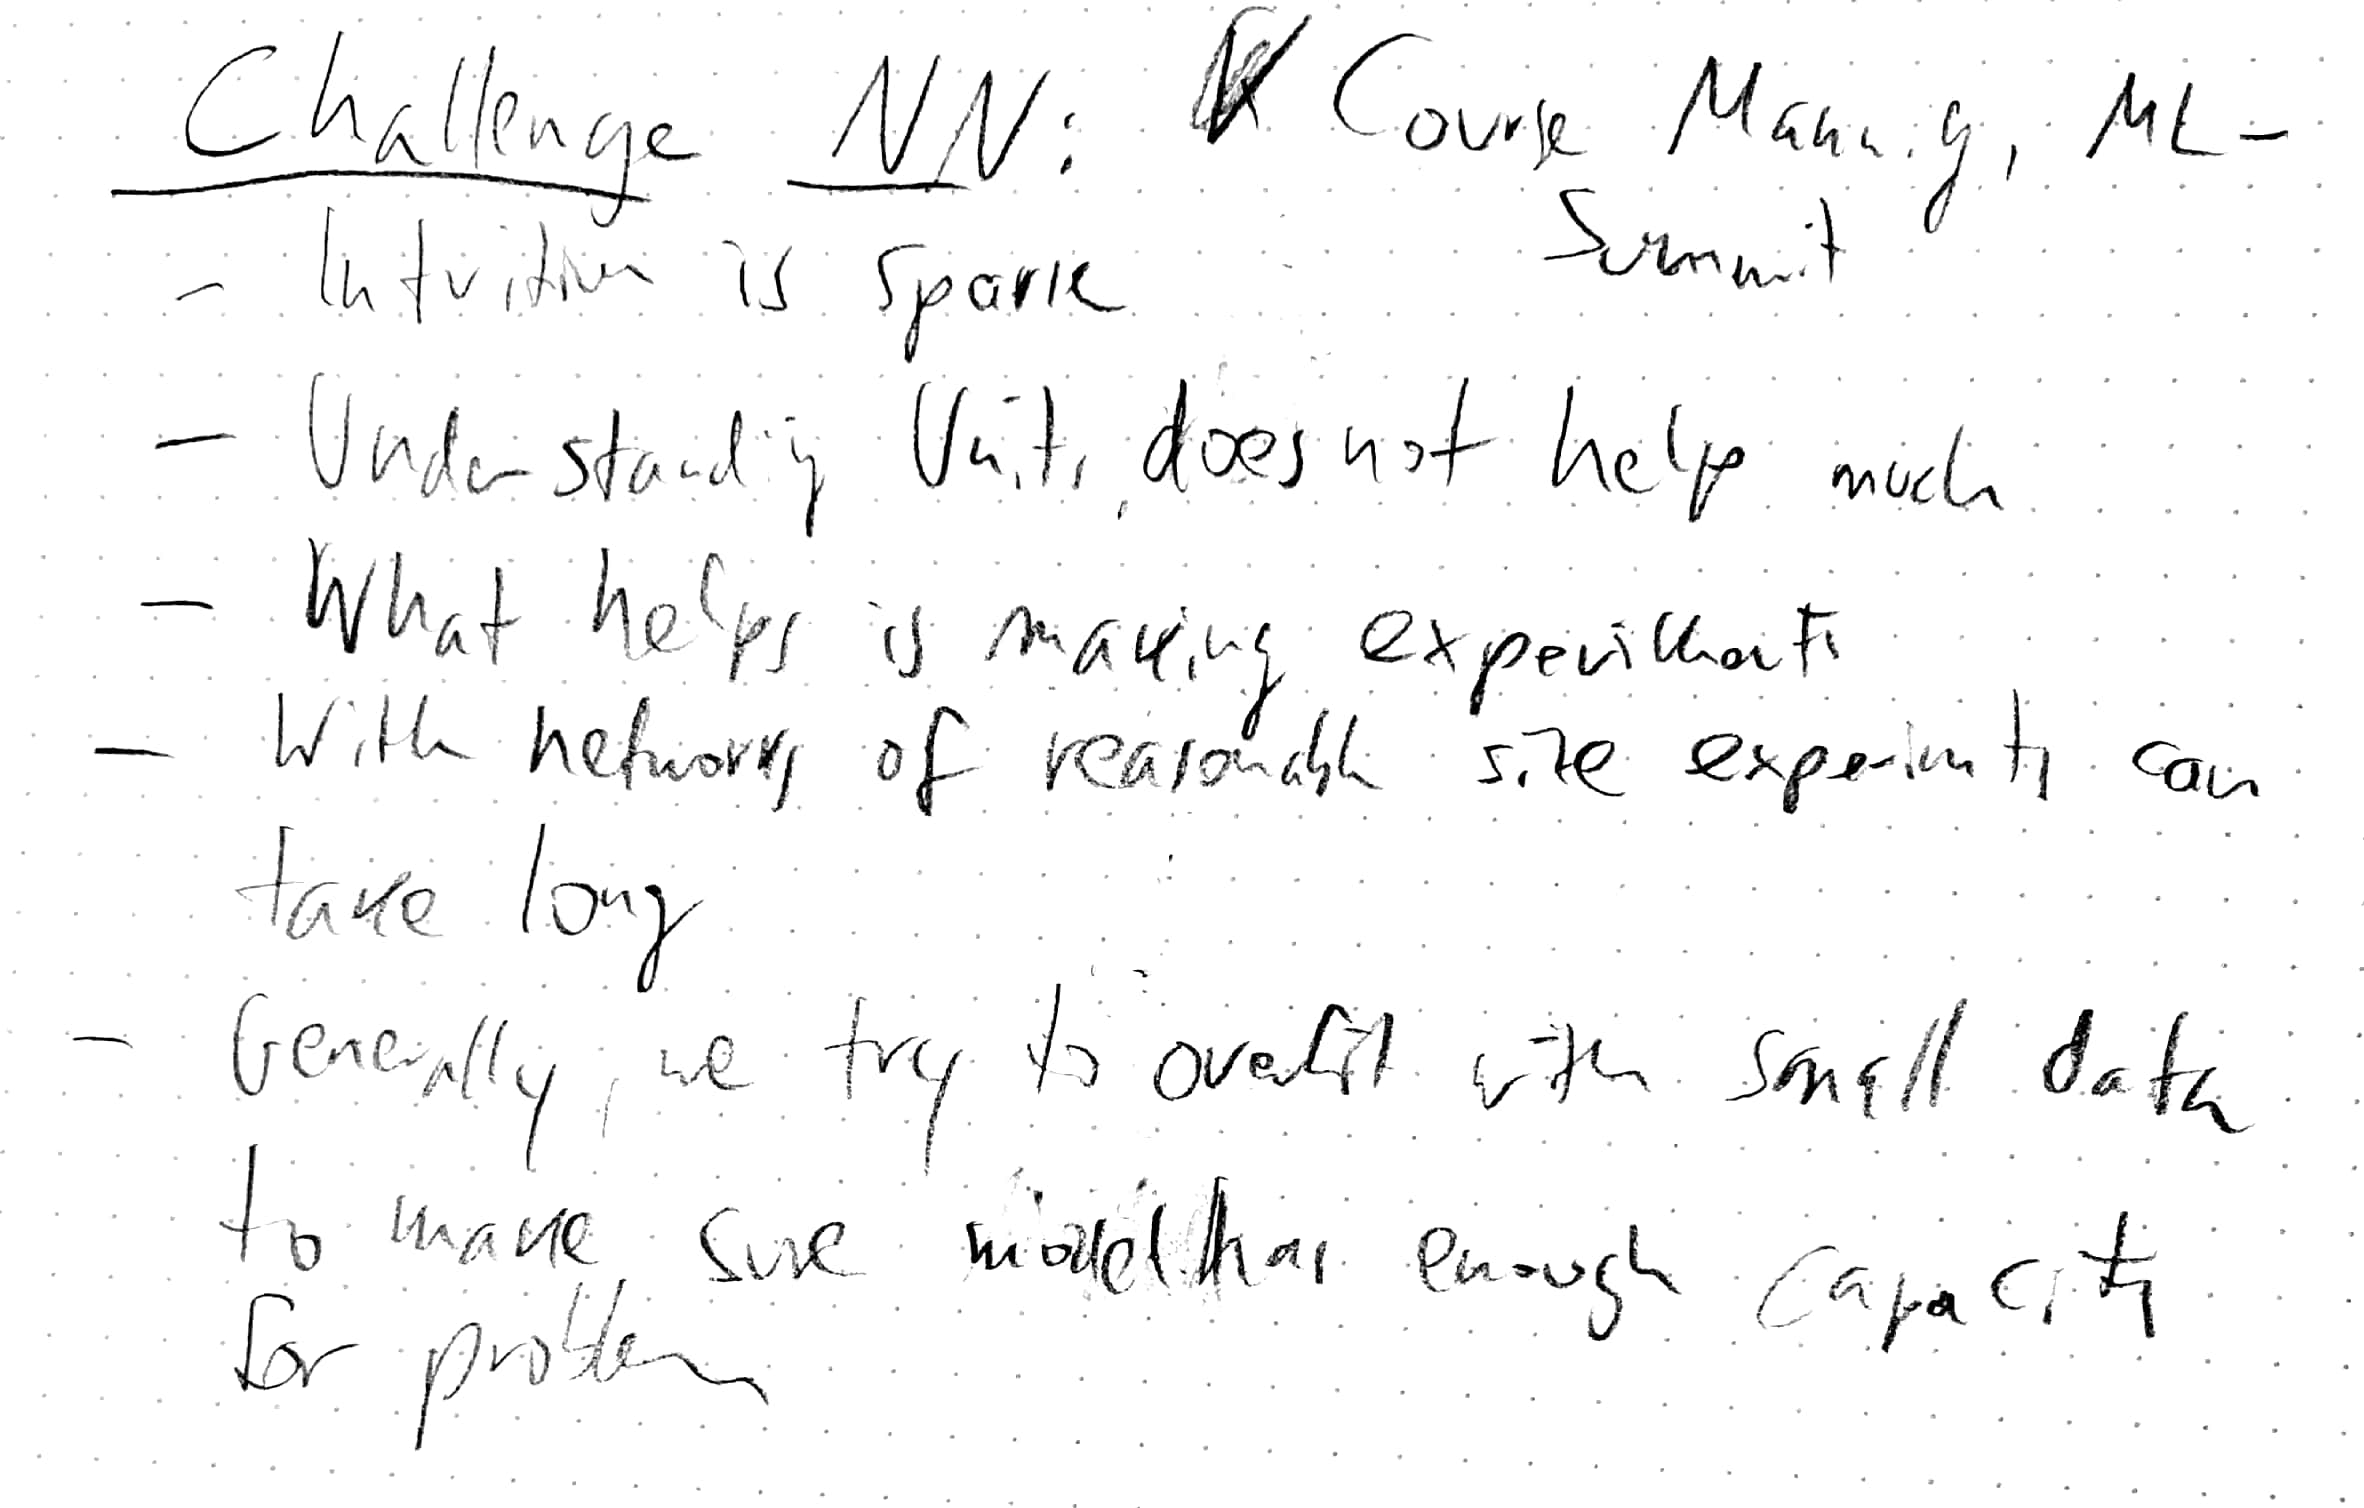 Challenge NN: Course Manning, ML-
Summit
- Intuition is sparse
- Understanding Units does not help much
- What helps is making experiments
- With networks of reasonable size experiments can
take long
- Generally, we try to overfit with small data
to make sure model has enough capacity
for problem